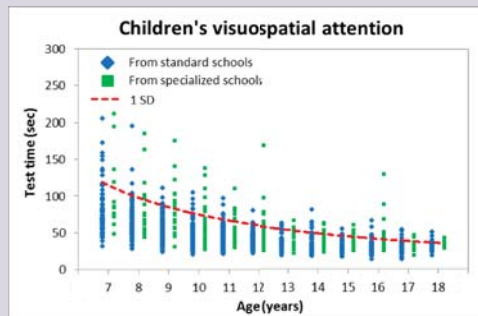 Children's visuospatial attention
300
250
200
150
100
50
0
Test time (sec)
From standard schools
From specialized schools
1 SD
7 8 9 10 11 12 13 14 15 16 17 18
Age (years)